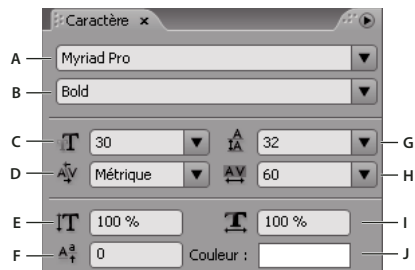 Caractère x
A Myriad Pro
B Bold
C 30 32 G
D Métrique 60 H
E 100 % 100 % I
F 0 Couleur : J